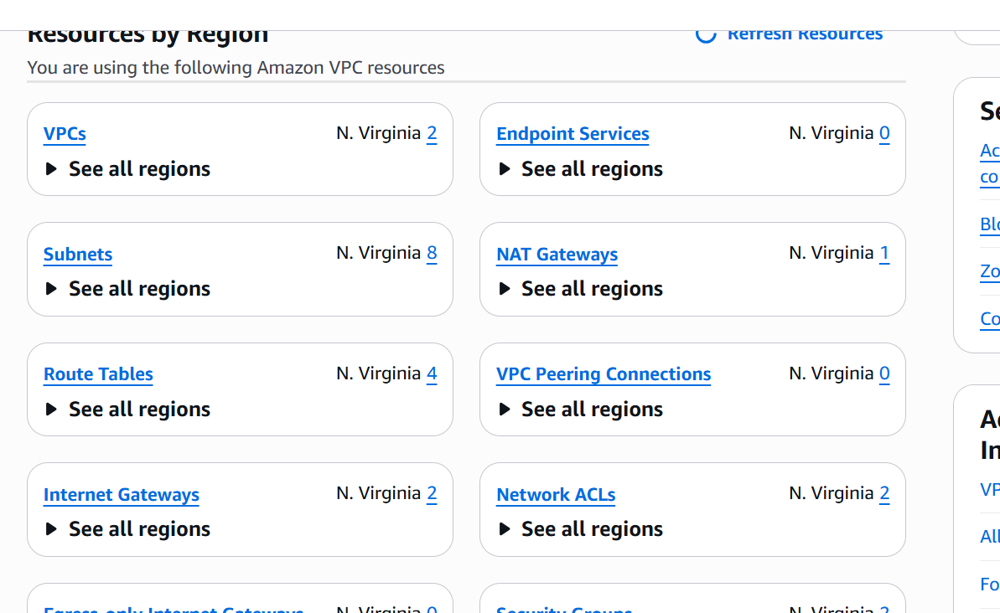 Resources by Region
Refresh Resources
You are using the following Amazon VPC resources
VPCs
N. Virginia 2
See all regions
Endpoint Services
N. Virginia 0
See all regions
Subnets
N. Virginia 8
See all regions
NAT Gateways
N. Virginia 1
See all regions
Route Tables
N. Virginia 4
See all regions
VPC Peering Connections
N. Virginia 0
See all regions
Internet Gateways
N. Virginia 2
See all regions
Network ACLs
N. Virginia 2
See all regions
Egress-only Internet Gateways
N. Virginia 0
Security Groups
N. Virginia
Se
Ac
co
Blo
Zo
Co
Ac
In
VP
All
Fo